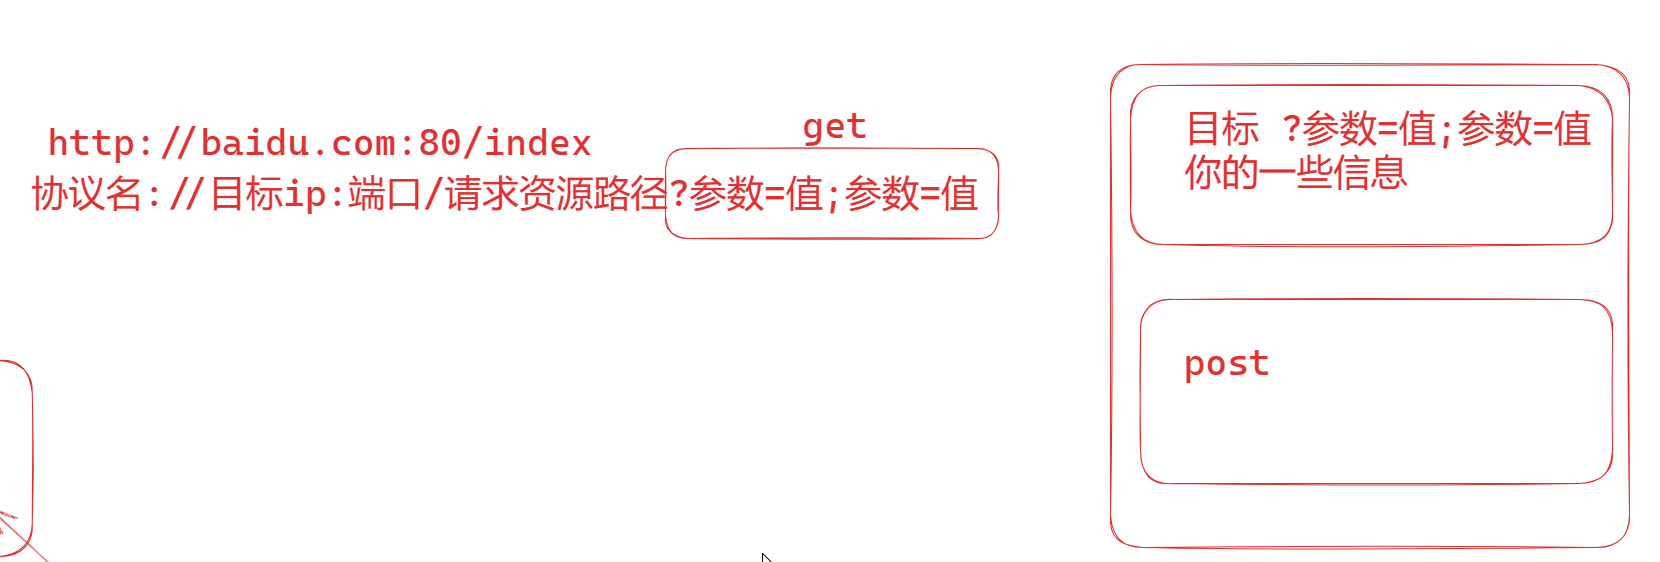 http://baidu.com:80/index
协议名://目标ip:端口/请求资源路径?参数=值;参数=值
get
目标 ?参数=值;参数=值
你的一些信息
post